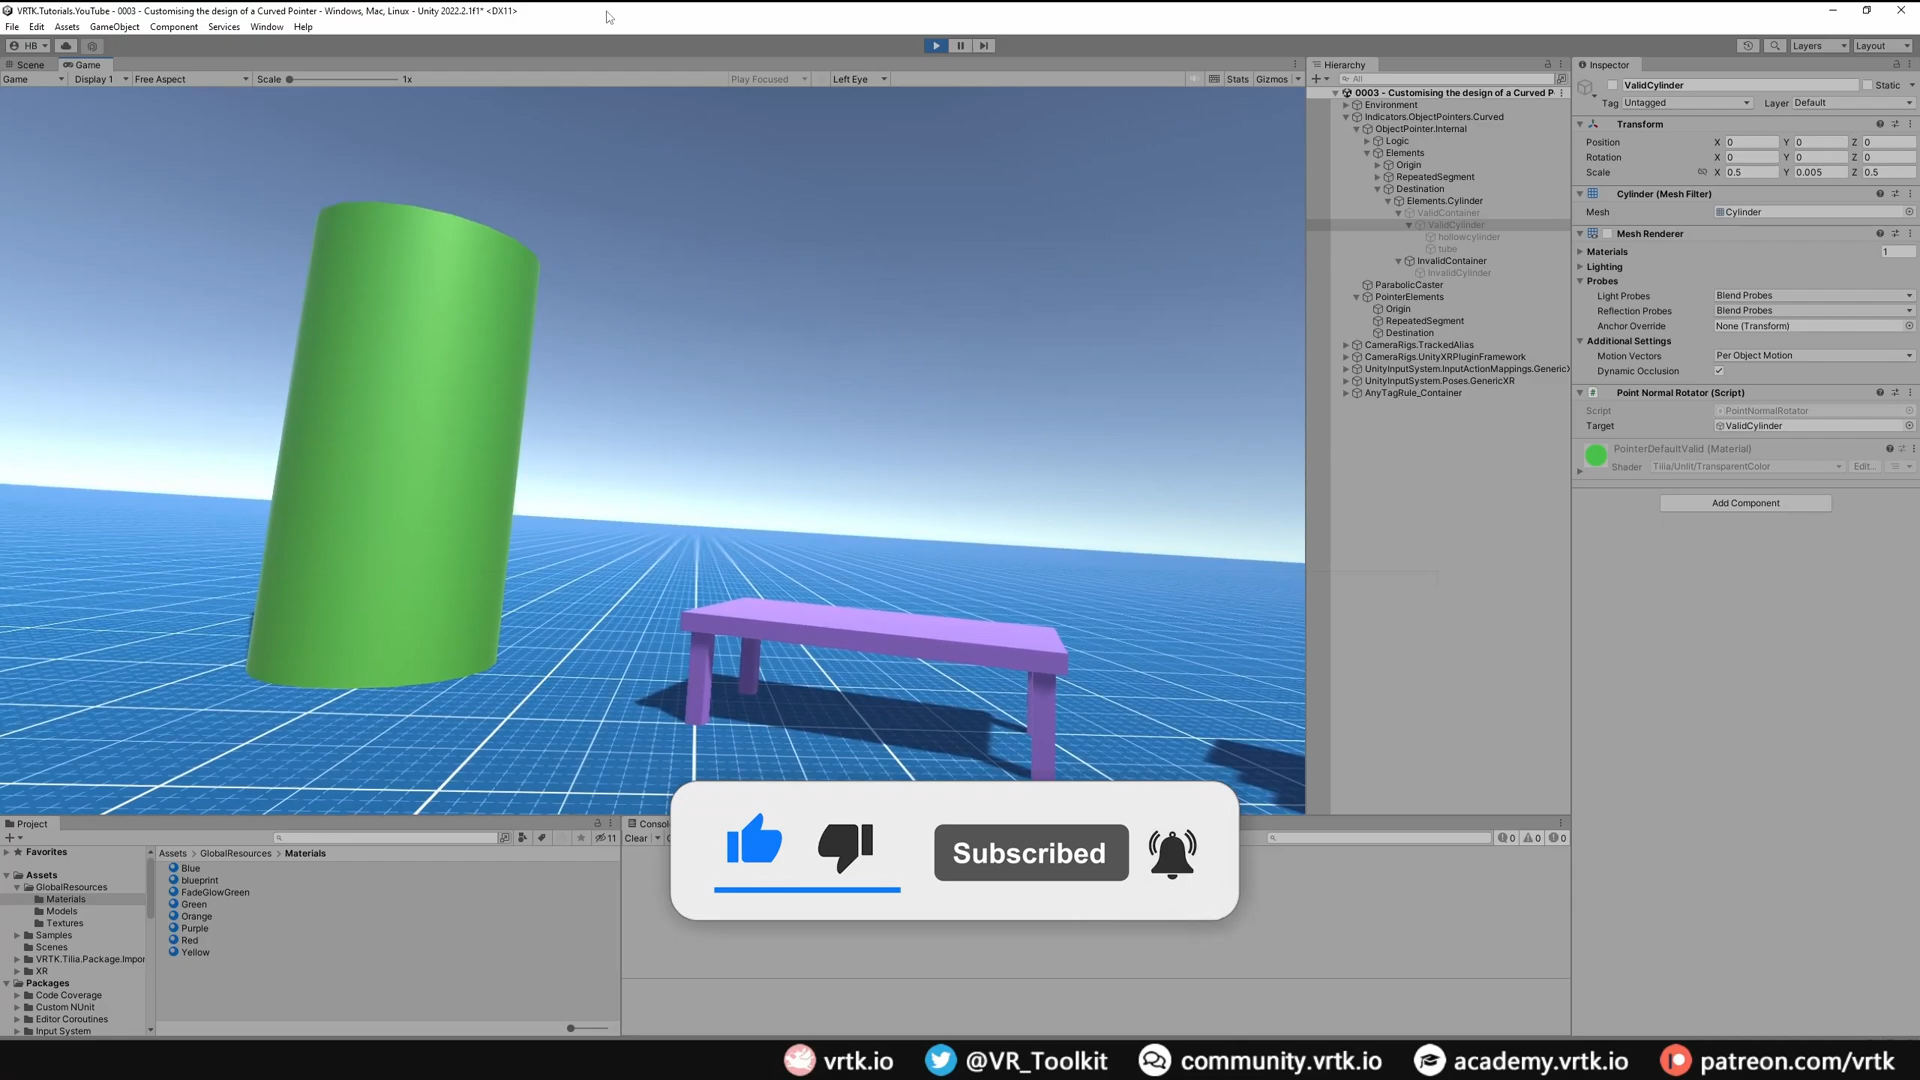 VRTK.Tutorials.YouTube - 0003 - Customising the design of a Curved Pointer - Windows, Mac, Linux - Unity 2022.2.1f1* <DX11>
File Edit Assets GameObject Component Services Window Help
HB Layers Layout
Scene Game
Game Display 1 Free Aspect Scale 1x Play Focused Left Eye Stats Gizmos
Hierarchy
All
0003 - Customising the design of a Curved P
Environment
Indicators.ObjectPointers.Curved
ObjectPointer.Internal
Logic
Elements
Origin
RepeatedSegment
Destination
Elements.Cylinder
ValidContainer
ValidCylinder
hollowcylinder
tube
InvalidContainer
InvalidCylinder
ParabolicCaster
PointerElements
Origin
RepeatedSegment
Destination
CameraRigs.TrackedAlias
CameraRigs.UnityXRPluginFramework
UnityInputSystem.InputActionMappings.GenericX
UnityInputSystem.Poses.GenericXR
AnyTagRule_Container
Inspector
ValidCylinder Static
Tag Untagged Layer Default
Transform
Position X 0 Y 0 Z 0
Rotation X 0 Y 0 Z 0
Scale X 0.5 Y 0.005 Z 0.5
Cylinder (Mesh Filter)
Mesh Cylinder
Mesh Renderer
Materials 1
Lighting
Probes
Light Probes Blend Probes
Reflection Probes Blend Probes
Anchor Override None (Transform)
Additional Settings
Motion Vectors Per Object Motion
Dynamic Occlusion
Point Normal Rotator (Script)
Script PointNormalRotator
Target ValidCylinder
PointerDefaultValid (Material)
Shader Tilia/Unlit/TransparentColor Edit...
Add Component
Project
11
Favorites
Assets
GlobalResources
Materials
Models
Textures
Samples
Scenes
VRTK.Tilia.Package.Impor
XR
Packages
Code Coverage
Custom NUnit
Editor Coroutines
Input System
Assets > GlobalResources > Materials
Blue
blueprint
FadeGlowGreen
Green
Orange
Purple
Red
Yellow
Clear
0 0 0
Subscribed
vrtk.io @VR_Toolkit community.vrtk.io academy.vrtk.io patreon.com/vrtk